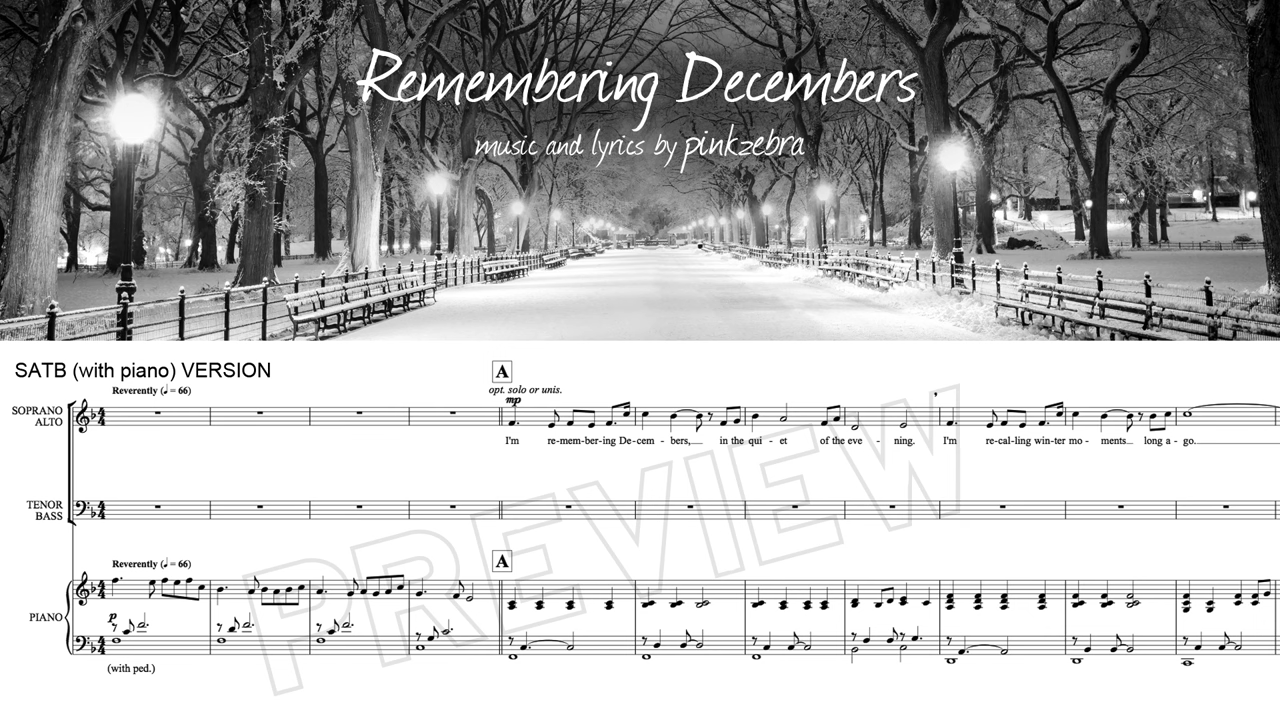 Remembering Decembers
music and lyrics by pinkzebra
SATB (with piano) VERSION
A
Reverently (♩ = 66)
opt. solo or unis.
mp
SOPRANO
ALTO
I'm re-mem-ber-ing De-cem - bers, in the qui - et of the eve - ning. I'm re-cal-ling win-ter mo - ments long a - go.
TENOR
BASS
A
Reverently (♩ = 66)
PIANO
p
(with ped.)
PREVIEW